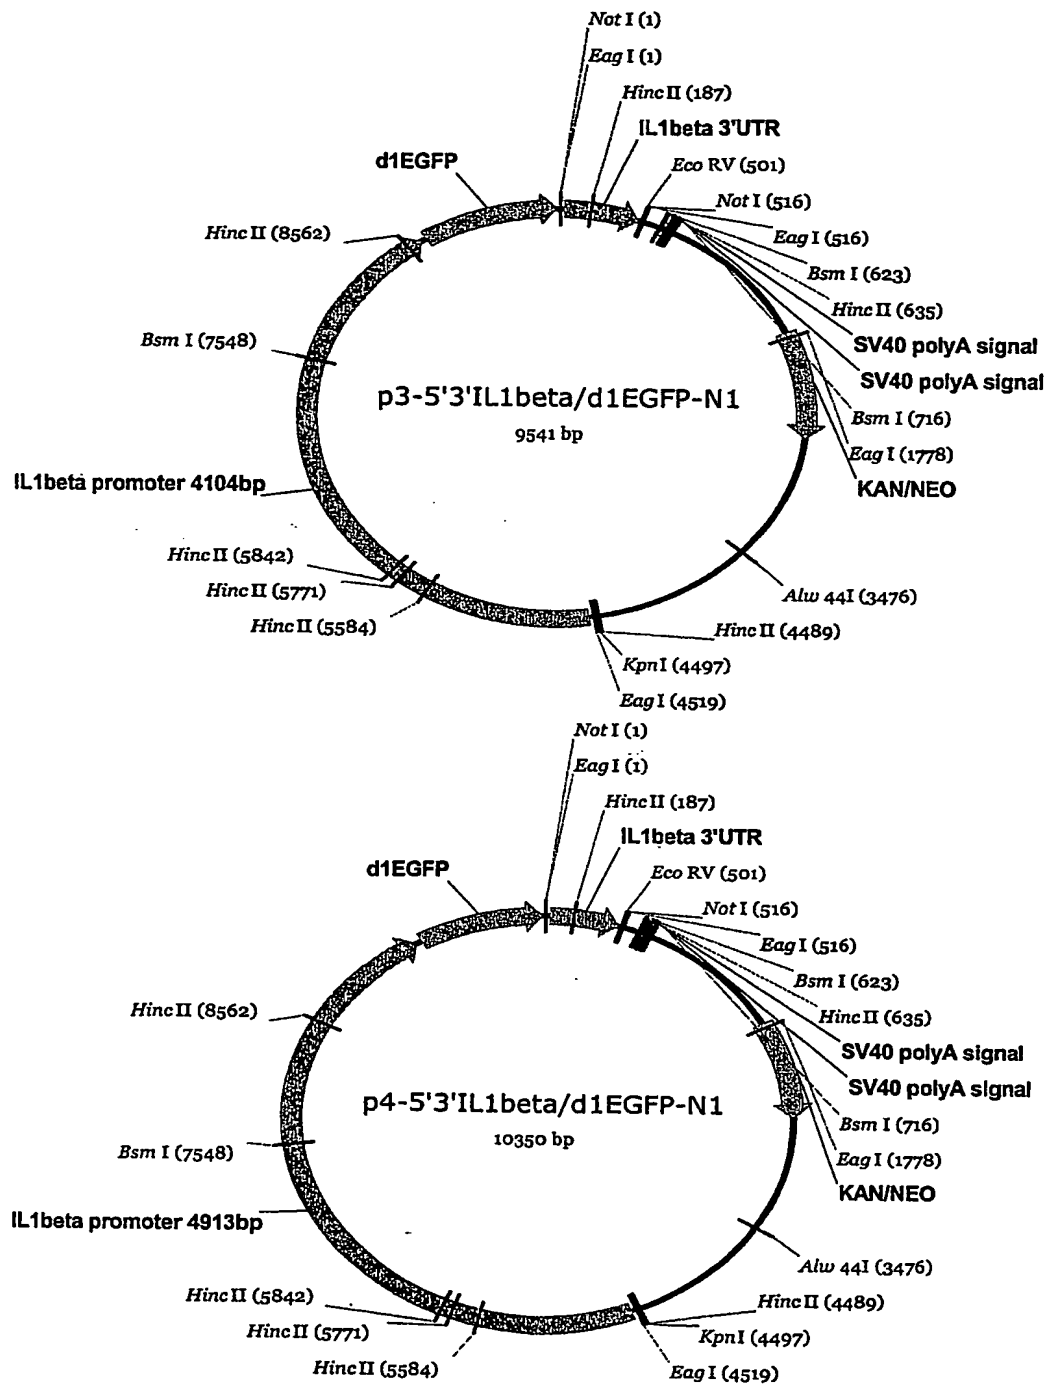 Not I (1)
Eag I (1)
Hinc II (187)
IL1beta 3'UTR
d1EGFP
Eco RV (501)
Not I (516)
Eag I (516)
Hinc II (8562)
Bsm I (623)
Hinc II (635)
Bsm I (7548)
SV40 polyA signal
SV40 polyA signal
p3-5'3'IL1beta/d1EGFP-N1
9541 bp
Bsm I (716)
Eag I (1778)
KAN/NEO
IL1beta promoter 4104bp
Hinc II (5842)
Hinc II (5771)
Alw 44I (3476)
Hinc II (5584)
Hinc II (4489)
Kpn I (4497)
Eag I (4519)
Not I (1)
Eag I (1)
Hinc II (187)
IL1beta 3'UTR
d1EGFP
Eco RV (501)
Not I (516)
Eag I (516)
Bsm I (623)
Hinc II (8562)
Hinc II (635)
SV40 polyA signal
SV40 polyA signal
p4-5'3'IL1beta/d1EGFP-N1
10350 bp
Bsm I (716)
Bsm I (7548)
Eag I (1778)
KAN/NEO
IL1beta promoter 4913bp
Alw 44I (3476)
Hinc II (5842)
Hinc II (4489)
Hinc II (5771)
Kpn I (4497)
Hinc II (5584)
Eag I (4519)